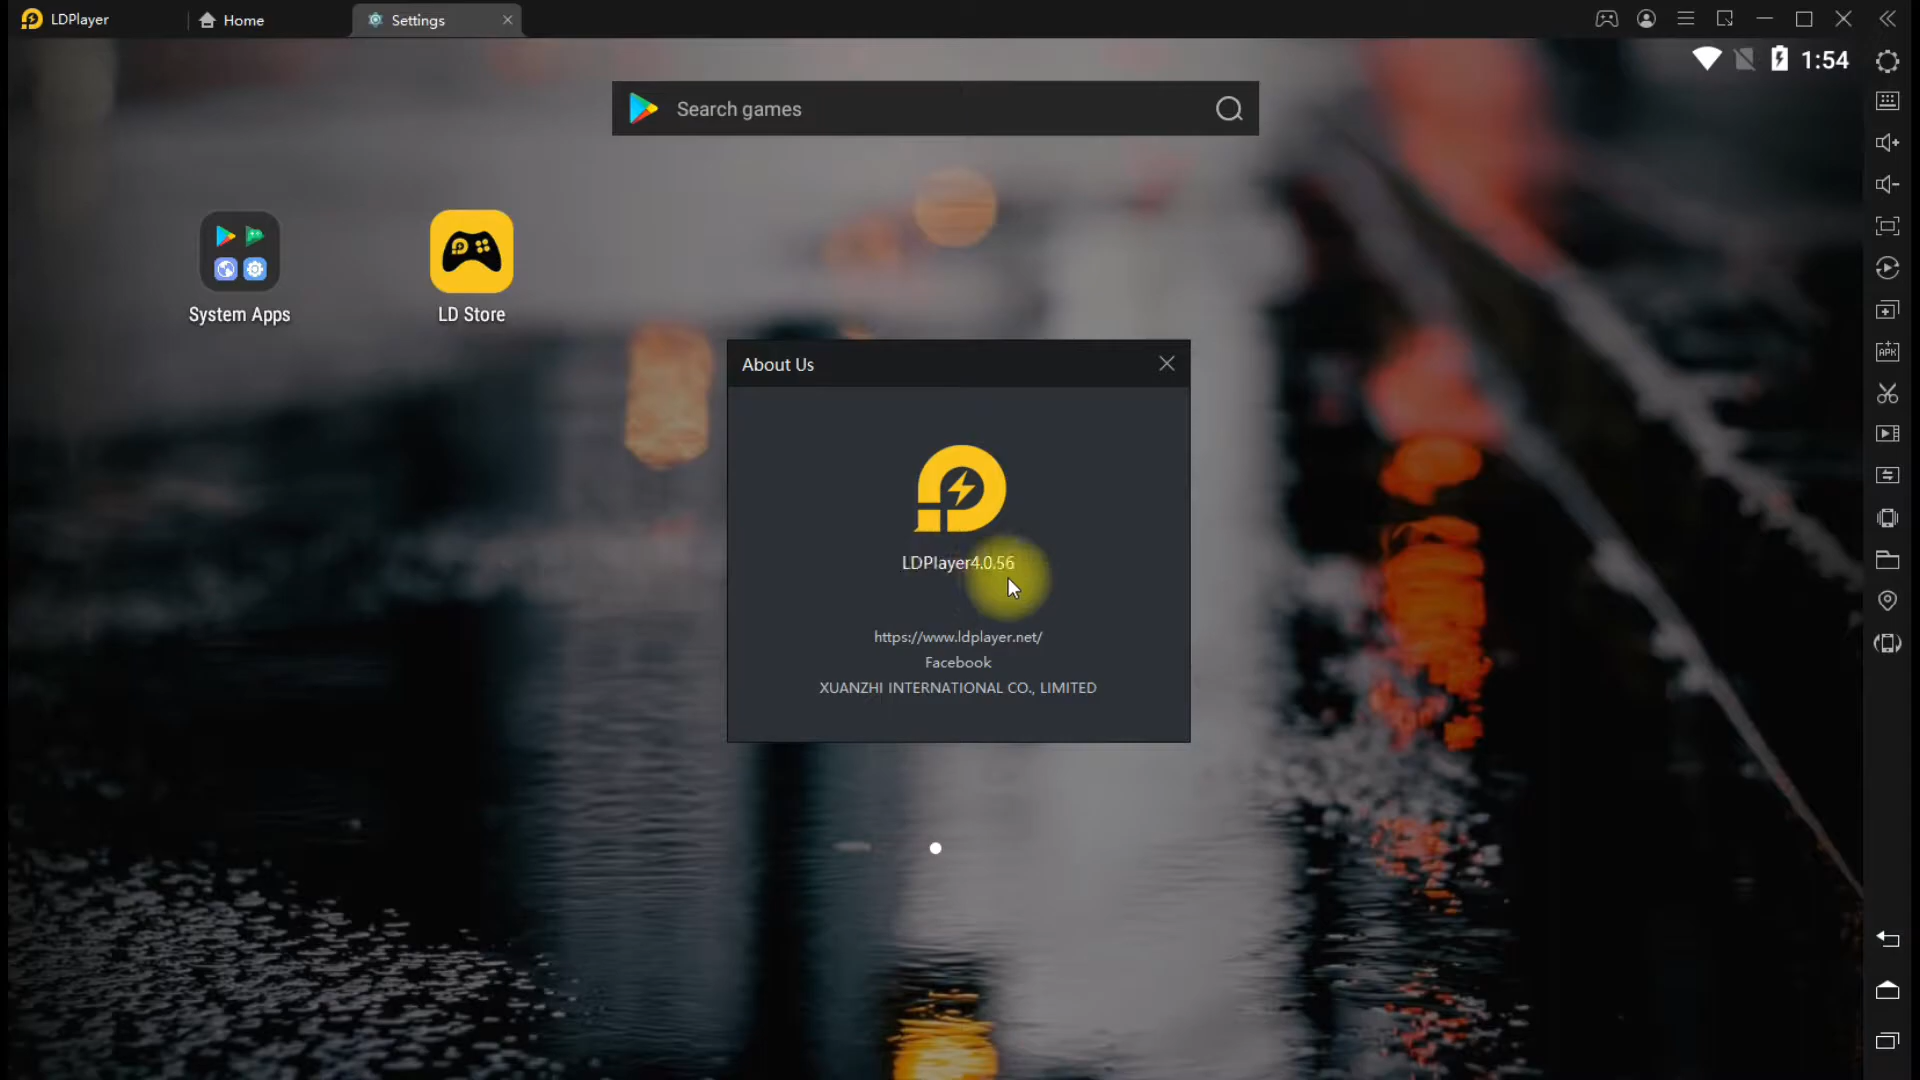 LDPlayer
Home
Settings
1:54
Search games
System Apps
LD Store
About Us
LDPlayer4.0.56
https://www.ldplayer.net/
Facebook
XUANZHI INTERNATIONAL CO., LIMITED
APK